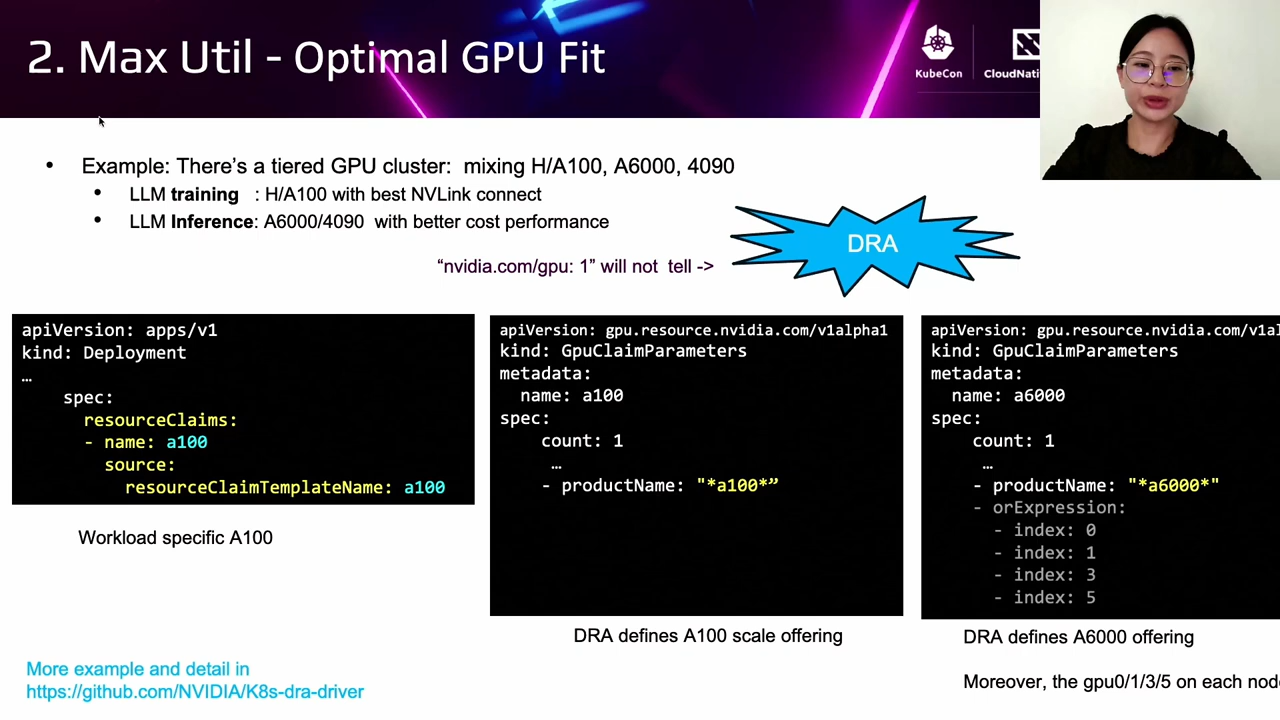 2. Max Util - Optimal GPU Fit
KubeCon
CloudNati
• Example: There's a tiered GPU cluster: mixing H/A100, A6000, 4090
• LLM training : H/A100 with best NVLink connect
• LLM Inference: A6000/4090 with better cost performance
“nvidia.com/gpu: 1” will not tell ->
DRA
apiVersion: apps/v1
kind: Deployment
…
spec:
resourceClaims:
- name: a100
source:
resourceClaimTemplateName: a100
Workload specific A100
apiVersion: gpu.resource.nvidia.com/v1alpha1
kind: GpuClaimParameters
metadata:
name: a100
spec:
count: 1
…
- productName: "*a100*”
DRA defines A100 scale offering
apiVersion: gpu.resource.nvidia.com/v1al
kind: GpuClaimParameters
metadata:
name: a6000
spec:
count: 1
…
- productName: "*a6000*"
- orExpression:
- index: 0
- index: 1
- index: 3
- index: 5
DRA defines A6000 offering
Moreover, the gpu0/1/3/5 on each node
More example and detail in
https://github.com/NVIDIA/K8s-dra-driver